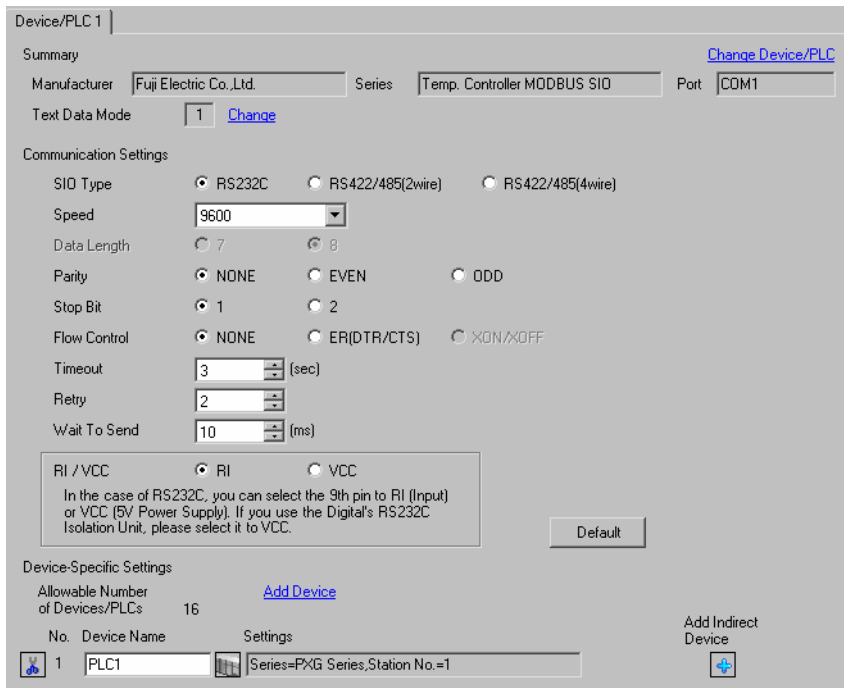 Device/PLC 1
Summary
Change Device/PLC
Manufacturer Fuji Electric Co.,Ltd. Series Temp. Controller MODBUS SIO Port COM1
Text Data Mode 1 Change
Communication Settings
SIO Type RS232C RS422/485(2wire) RS422/485(4wire)
Speed 9600
Data Length 7 8
Parity NONE EVEN ODD
Stop Bit 1 2
Flow Control NONE ER(DTR/CTS) XON/XOFF
Timeout 3 (sec)
Retry 2
Wait To Send 10 (ms)
RI / VCC RI VCC
In the case of RS232C, you can select the 9th pin to RI (Input)
or VCC (5V Power Supply). If you use the Digital's RS232C
Isolation Unit, please select it to VCC.
Default
Device-Specific Settings
Allowable Number Add Device
of Devices/PLCs 16
Add Indirect
Device
No. Device Name Settings
1 PLC1 Series=PXG Series,Station No.=1